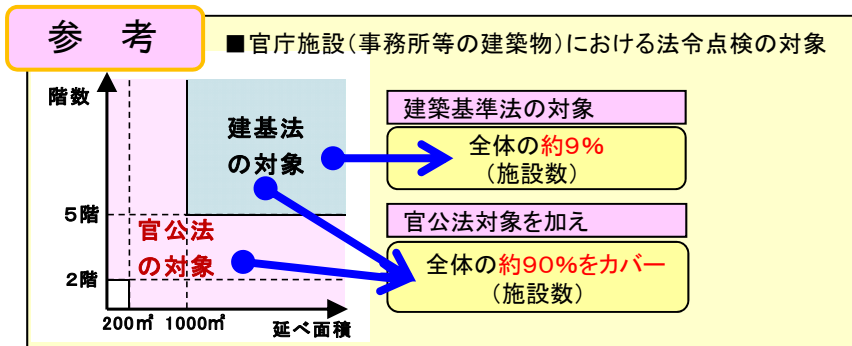 参 考
■官庁施設(事務所等の建築物)における法令点検の対象
階数
建基法
の対象
5階
官公法
の対象
2階
200㎡
1000㎡
延べ面積
建築基準法の対象
全体の約9%
(施設数)
官公法対象を加え
全体の約90%をカバー
(施設数)